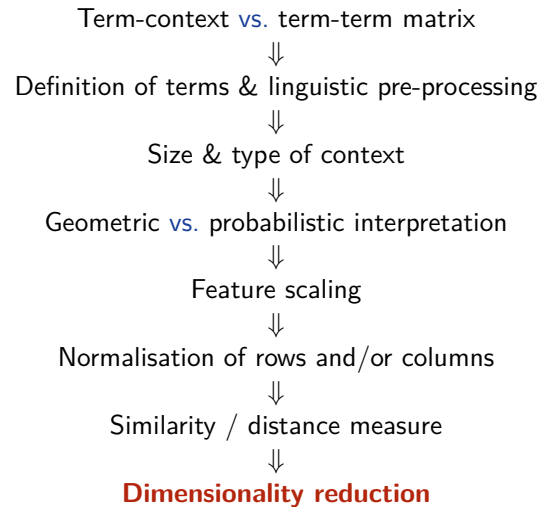 Term-context vs. term-term matrix
⇓
Definition of terms & linguistic pre-processing
⇓
Size & type of context
⇓
Geometric vs. probabilistic interpretation
⇓
Feature scaling
⇓
Normalisation of rows and/or columns
⇓
Similarity / distance measure
⇓
Dimensionality reduction